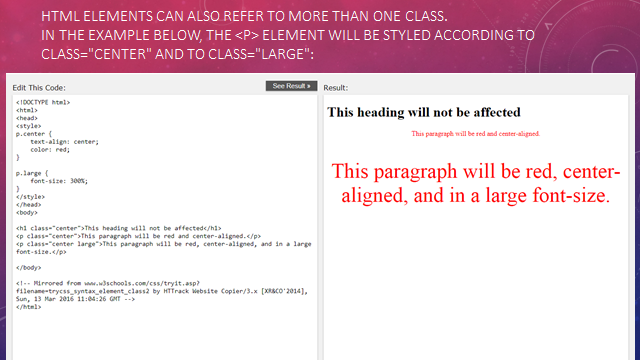 HTML ELEMENTS CAN ALSO REFER TO MORE THAN ONE CLASS.
IN THE EXAMPLE BELOW, THE <P> ELEMENT WILL BE STYLED ACCORDING TO
CLASS="CENTER" AND TO CLASS="LARGE":
Edit This Code:
See Result »
<!DOCTYPE html>
<html>
<head>
<style>
p.center {
text-align: center;
color: red;
}
p.large {
font-size: 300%;
}
</style>
</head>
<body>
<h1 class="center">This heading will not be affected</h1>
<p class="center">This paragraph will be red and center-aligned.</p>
<p class="center large">This paragraph will be red, center-aligned, and in a large
font-size.</p>
</body>
<!-- Mirrored from www.w3schools.com/css/tryit.asp?
filename=trycss_syntax_element_class2 by HTTrack Website Copier/3.x [XR&CO'2014],
Sun, 13 Mar 2016 11:04:26 GMT -->
</html>
Result:
This heading will not be affected
This paragraph will be red and center-aligned.
This paragraph will be red, center-
aligned, and in a large font-size.